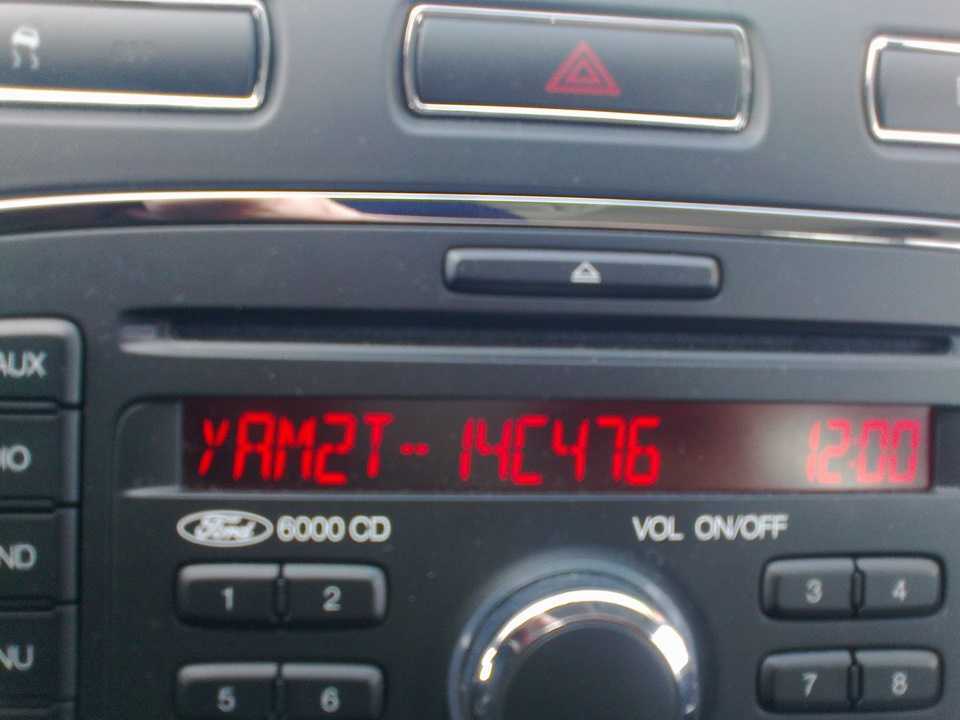 AUX
YAM2T-- 14C476 12:00
Ford 6000 CD VOL ON/OFF
1 2 3 4
5 6 7 8